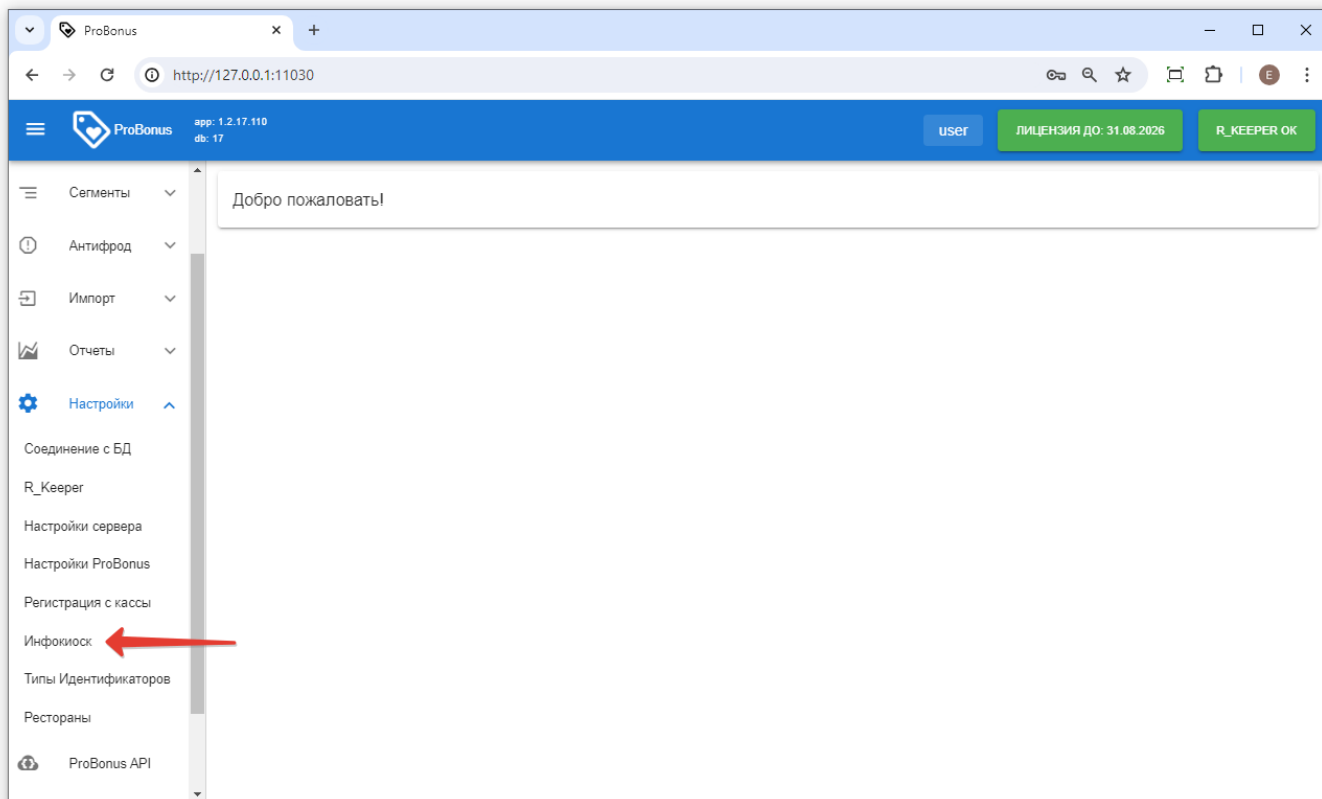 ProBonus
http://127.0.0.1:11030
E
ProBonus
app: 1.2.17.110
db: 17
user
ЛИЦЕНЗИЯ ДО: 31.08.2026
R_KEEPER OK
Сегменты
Добро пожаловать!
Антифрод
Импорт
Отчеты
Настройки
Соединение с БД
R_Keeper
Настройки сервера
Настройки ProBonus
Регистрация с кассы
Инфокиоск
Типы Идентификаторов
Рестораны
ProBonus API